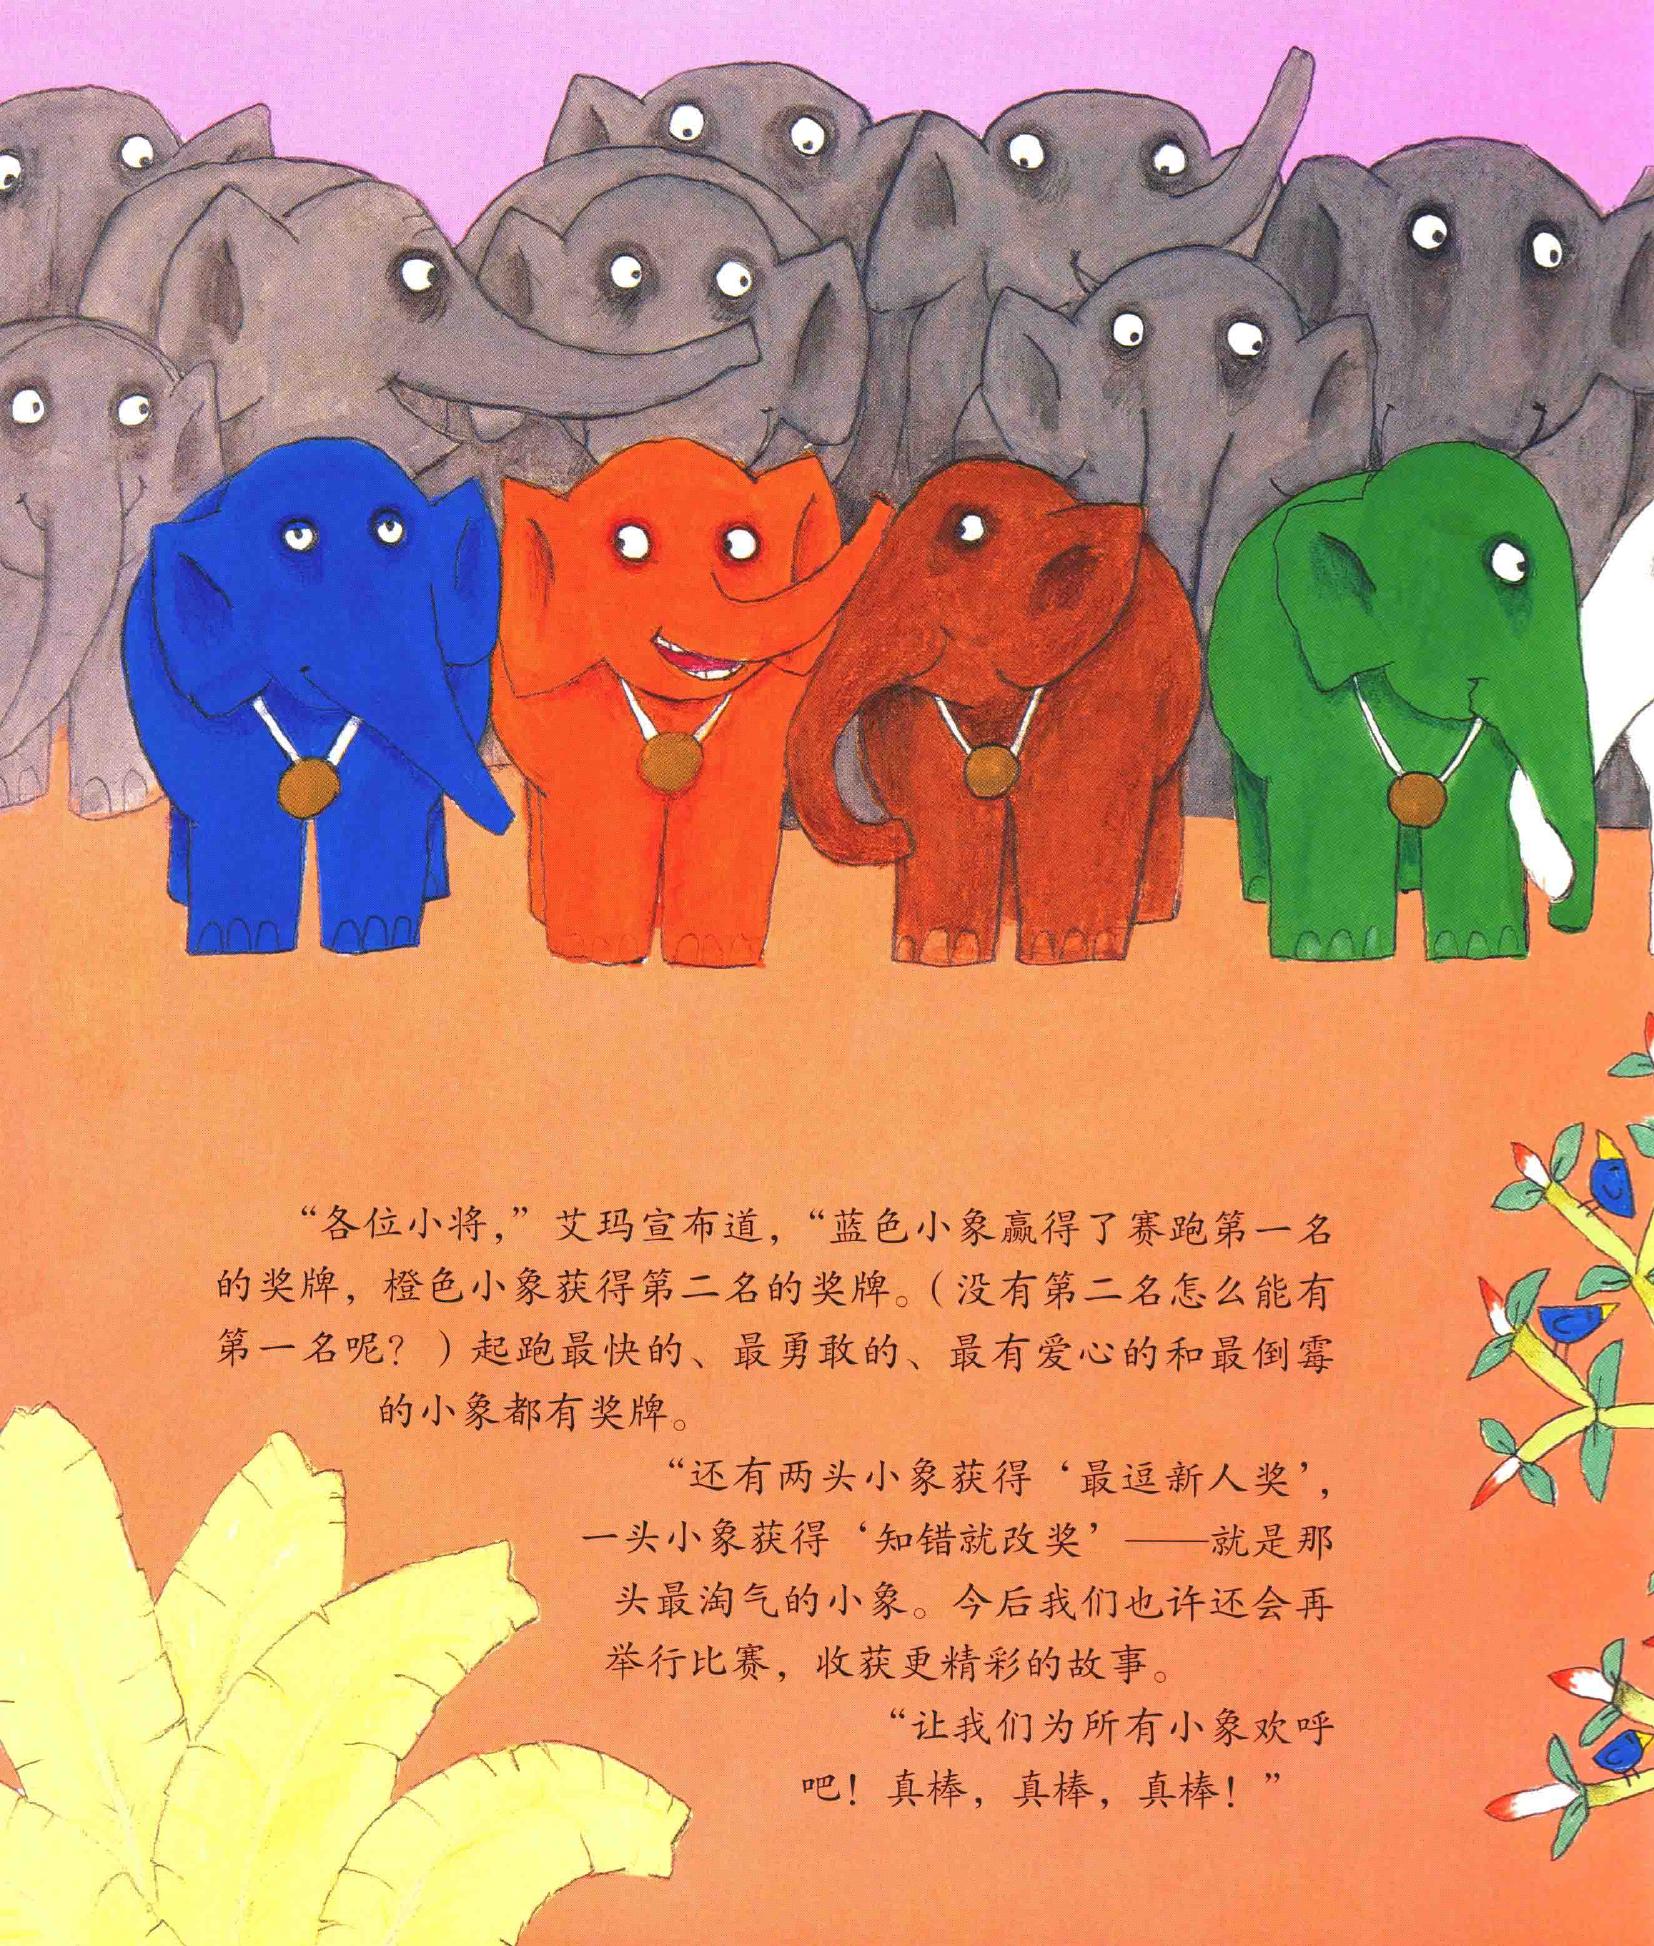 “各位小将，”艾玛宣布道，“蓝色小象赢得了赛跑第一名
的奖牌，橙色小象获得第二名的奖牌。（没有第二名怎么能有
第一名呢？）起跑最快的、最勇敢的、最有爱心的和最倒霉
的小象都有奖牌。
“还有两头小象获得‘最逗新人奖’，
一头小象获得‘知错就改奖’——就是那
头最淘气的小象。今后我们也许还会再
举行比赛，收获更精彩的故事。
“让我们为所有小象欢呼
吧！真棒，真棒，真棒！”